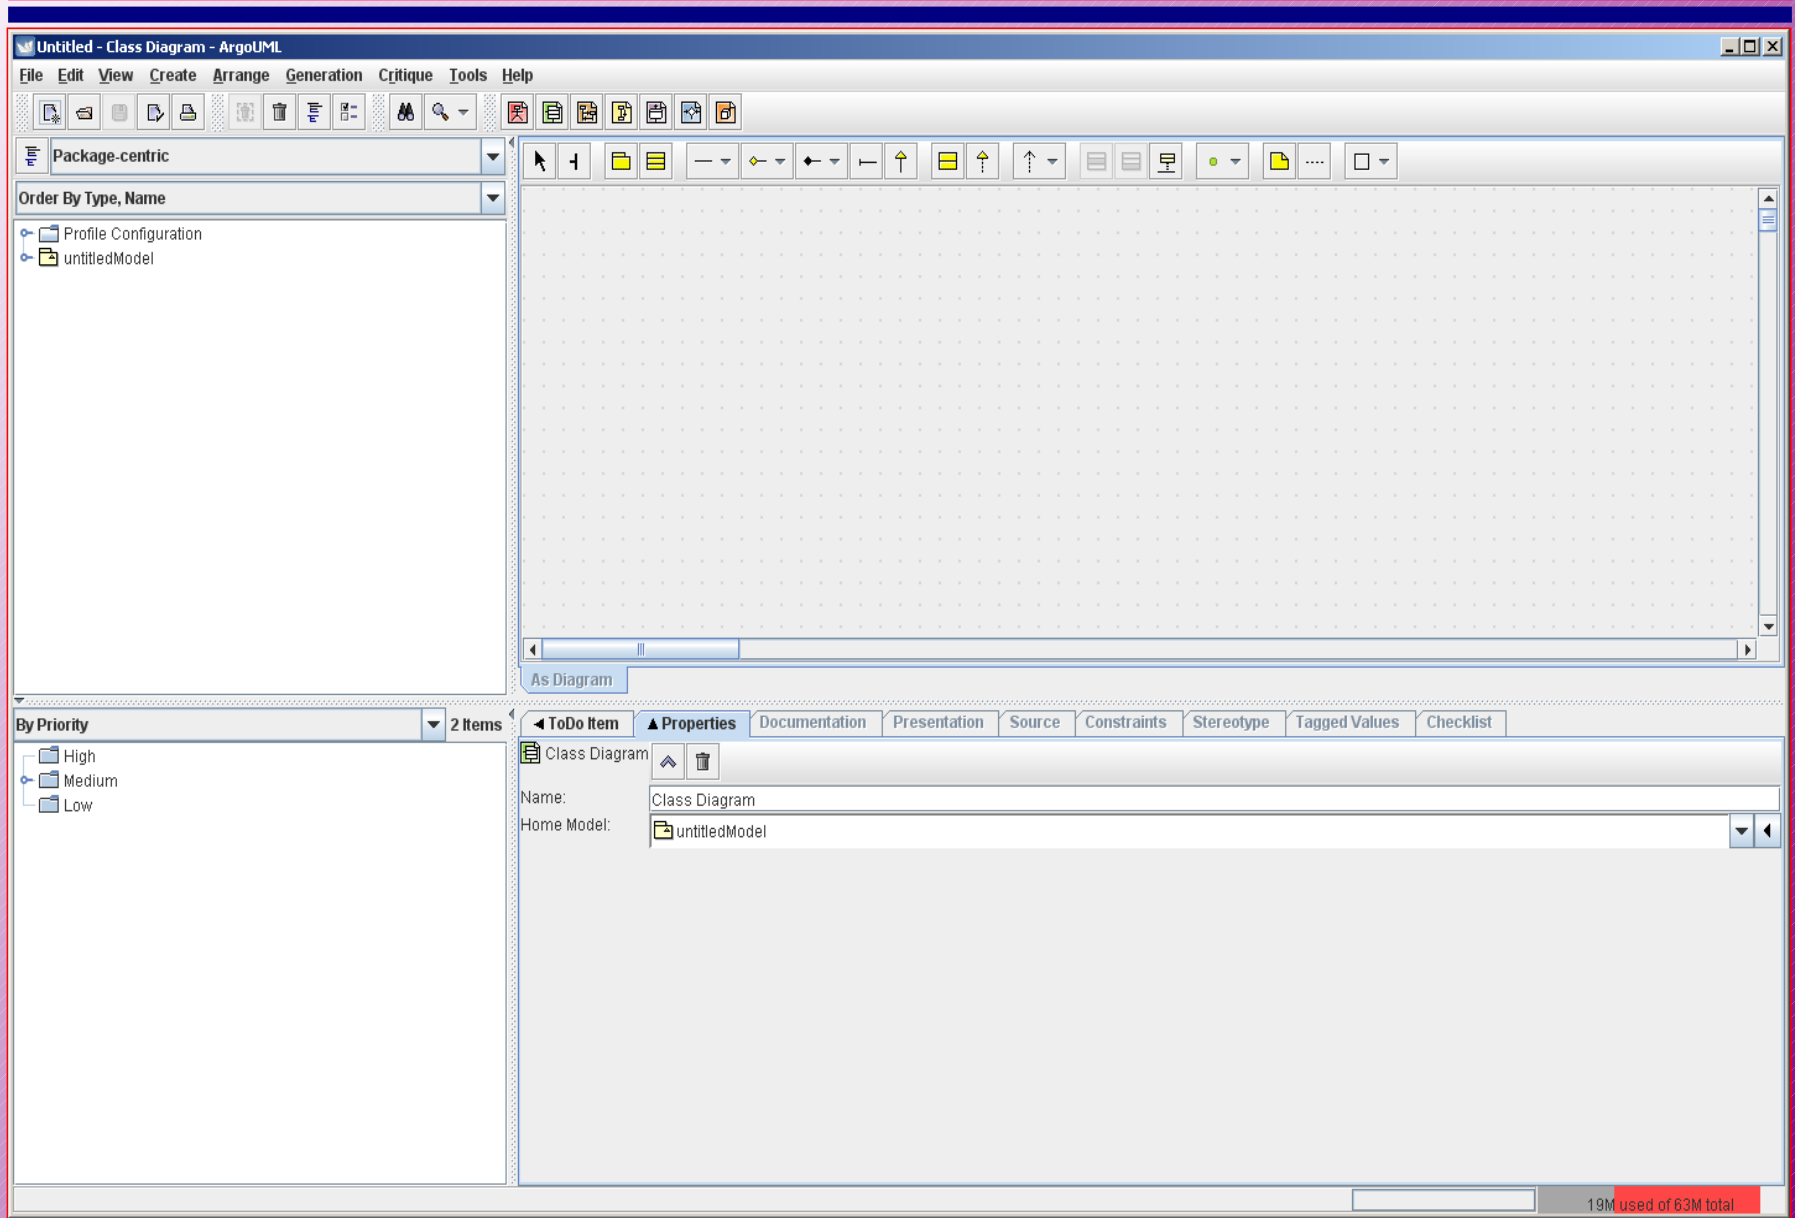 Untitled - Class Diagram - ArgoUML
File Edit View Create Arrange Generation Critique Tools Help
Package-centric
Order By Type, Name
Profile Configuration
untitledModel
As Diagram
By Priority
2 Items
High
Medium
Low
ToDo Item Properties Documentation Presentation Source Constraints Stereotype Tagged Values Checklist
Class Diagram
Name: Class Diagram
Home Model: untitledModel
19M used of 63M total